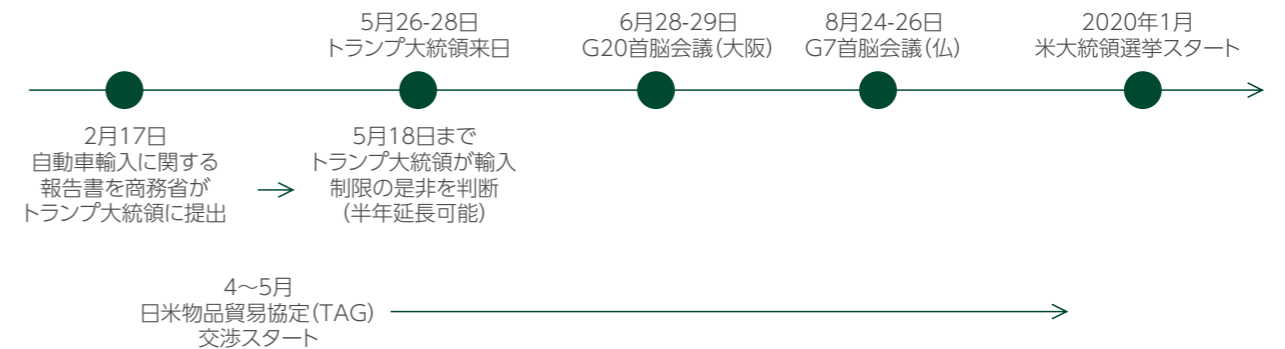 5月26-28日
トランプ大統領来日
6月28-29日
G20首脳会議（大阪）
8月24-26日
G7首脳会議（仏）
2020年1月
米大統領選挙スタート
2月17日
自動車輸入に関する
報告書を商務省が
トランプ大統領に提出
5月18日まで
トランプ大統領が輸入
制限の是非を判断
（半年延長可能）
4〜5月
日米物品貿易協定（TAG）
交渉スタート